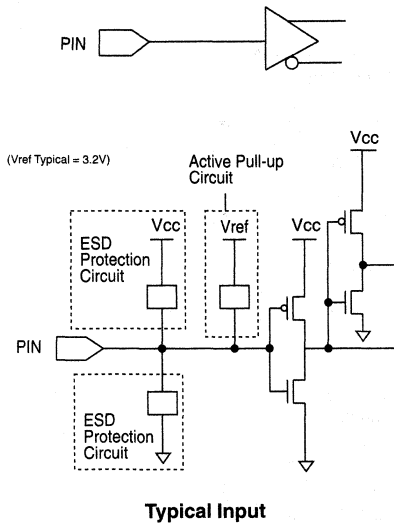 PIN
Vcc
(Vref Typical = 3.2V)
Active Pull-up
Circuit
Vcc
Vref
Vcc
ESD
Protection
Circuit
PIN
ESD
Protection
Circuit
Typical Input